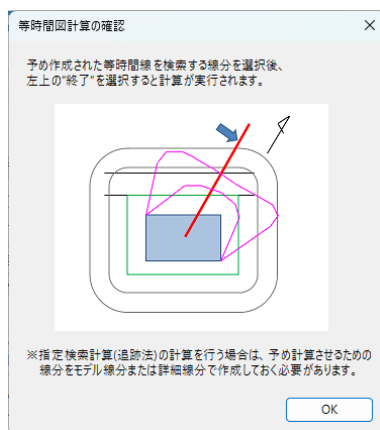 等時間図計算の確認
予め作成された等時間線を検索する線分を選択後、
左上の"終了"を選択すると計算が実行されます。
※指定検索計算(追跡法)の計算を行う場合は、予め計算させるための
線分をモデル線分または詳細線分で作成しておく必要があります。
OK